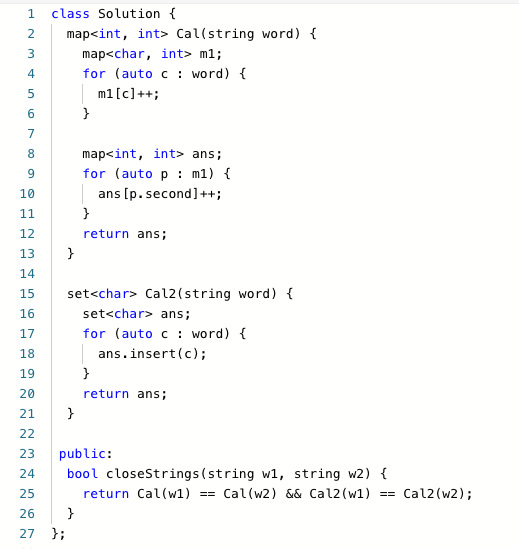 1 class Solution {
2   map<int, int> Cal(string word) {
3     map<char, int> m1;
4     for (auto c : word) {
5       m1[c]++;
6     }
7
8     map<int, int> ans;
9     for (auto p : m1) {
10       ans[p.second]++;
11     }
12     return ans;
13   }
14
15   set<char> Cal2(string word) {
16     set<char> ans;
17     for (auto c : word) {
18       ans.insert(c);
19     }
20     return ans;
21   }
22
23  public:
24   bool closeStrings(string w1, string w2) {
25     return Cal(w1) == Cal(w2) && Cal2(w1) == Cal2(w2);
26   }
27 };